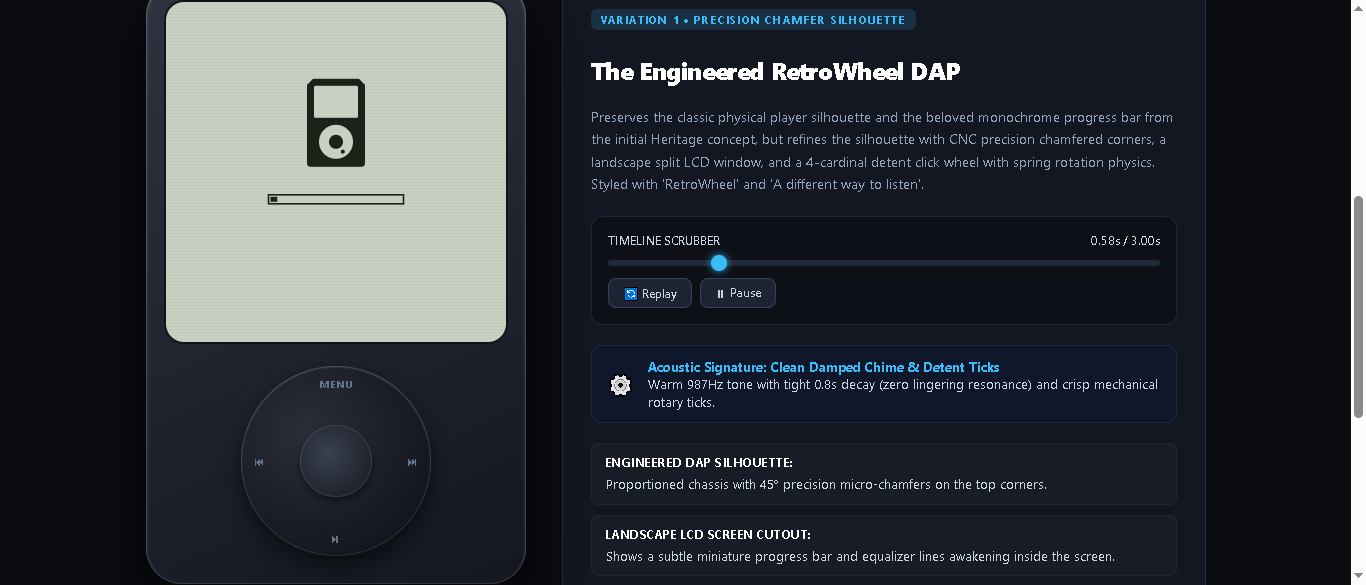 VARIATION 1 • PRECISION CHAMFER SILHOUETTE
The Engineered RetroWheel DAP
Preserves the classic physical player silhouette and the beloved monochrome progress bar from
the initial Heritage concept, but refines the silhouette with CNC precision chamfered corners, a
landscape split LCD window, and a 4-cardinal detent click wheel with spring rotation physics.
Styled with 'RetroWheel' and 'A different way to listen'.
TIMELINE SCRUBBER
0.58s / 3.00s
Replay
Pause
Acoustic Signature: Clean Damped Chime & Detent Ticks
Warm 987Hz tone with tight 0.8s decay (zero lingering resonance) and crisp mechanical
rotary ticks.
ENGINEERED DAP SILHOUETTE:
Proportioned chassis with 45° precision micro-chamfers on the top corners.
LANDSCAPE LCD SCREEN CUTOUT:
Shows a subtle miniature progress bar and equalizer lines awakening inside the screen.
MENU